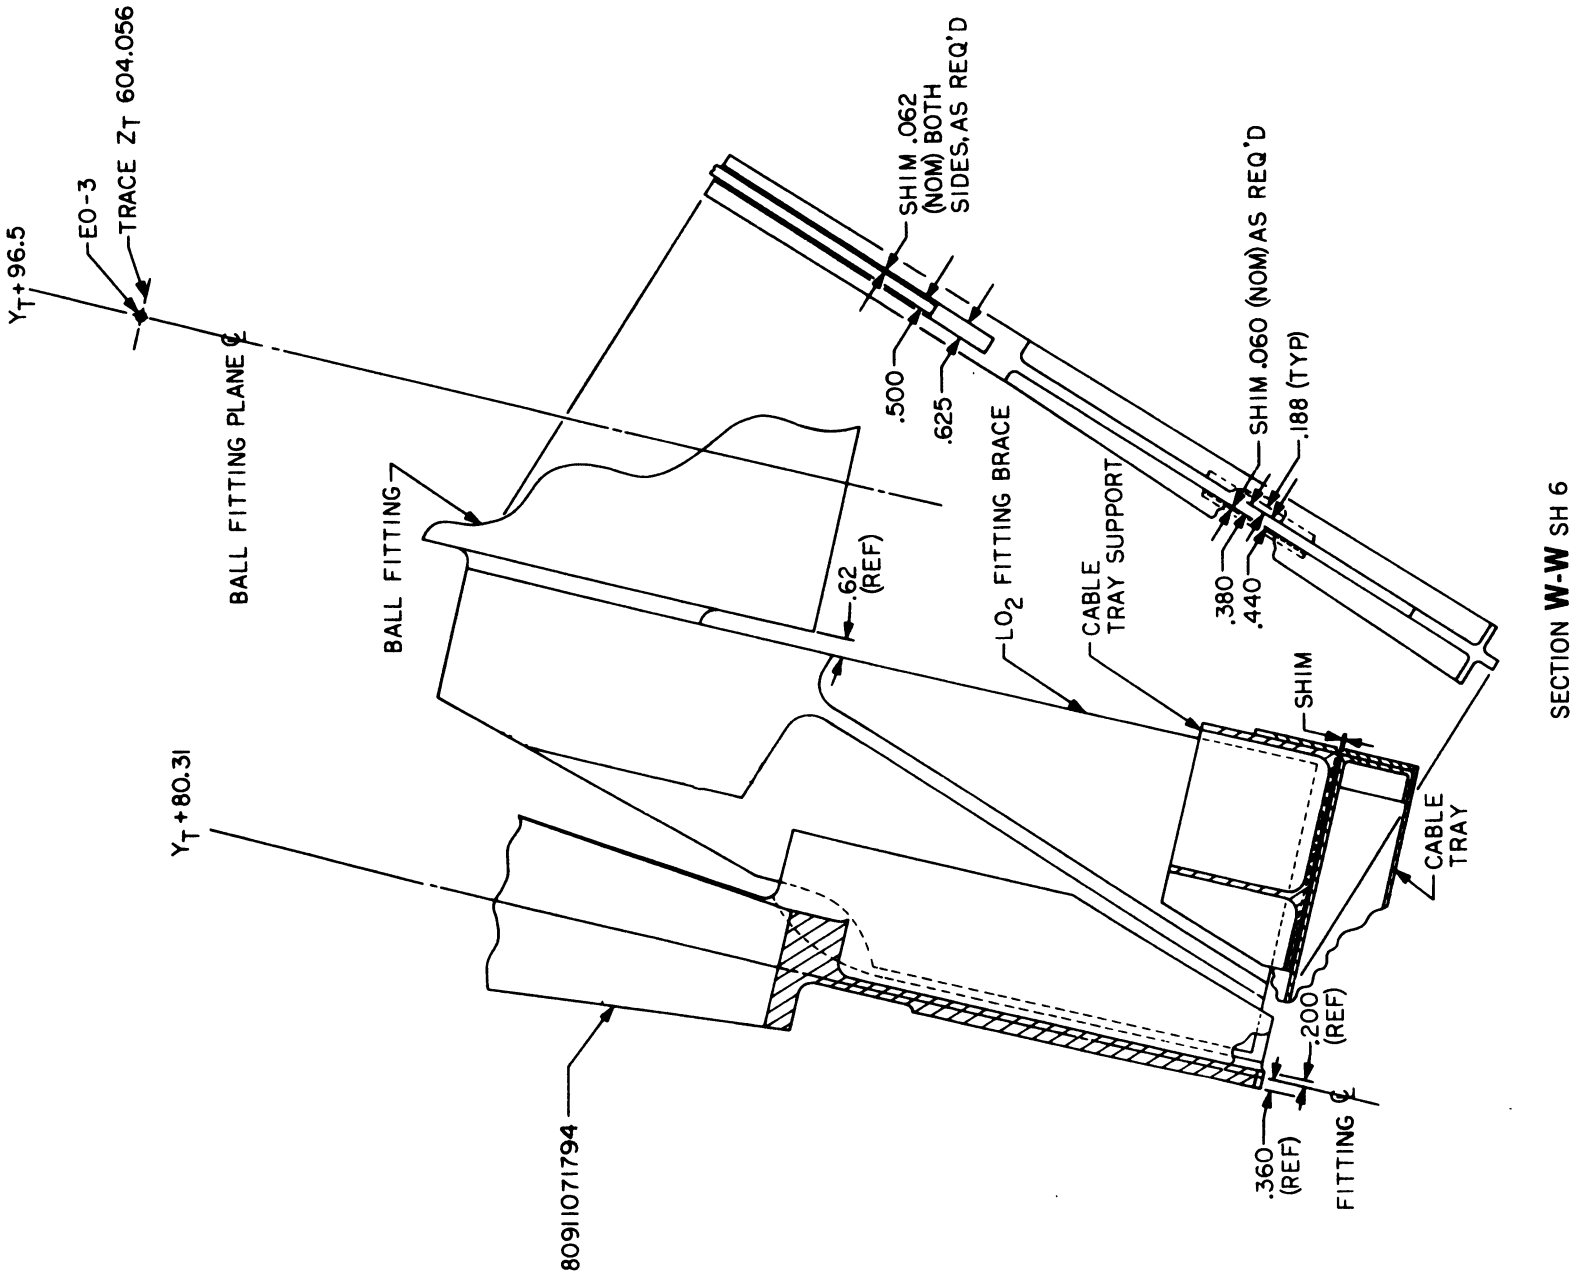 YT+96.5
EO-3
TRACE ZT 604.056
BALL FITTING PLANE ℄
BALL FITTING
YT+80.31
80911071794
SHIM .062
(NOM) BOTH
SIDES, AS REQ'D
.500
.625
.62
(REF)
LO2 FITTING BRACE
CABLE
TRAY SUPPORT
SHIM .060 (NOM) AS REQ'D
.188 (TYP)
.380
.440
SHIM
CABLE
TRAY
.200
(REF)
.360
(REF)
FITTING ℄
SECTION W-W SH 6